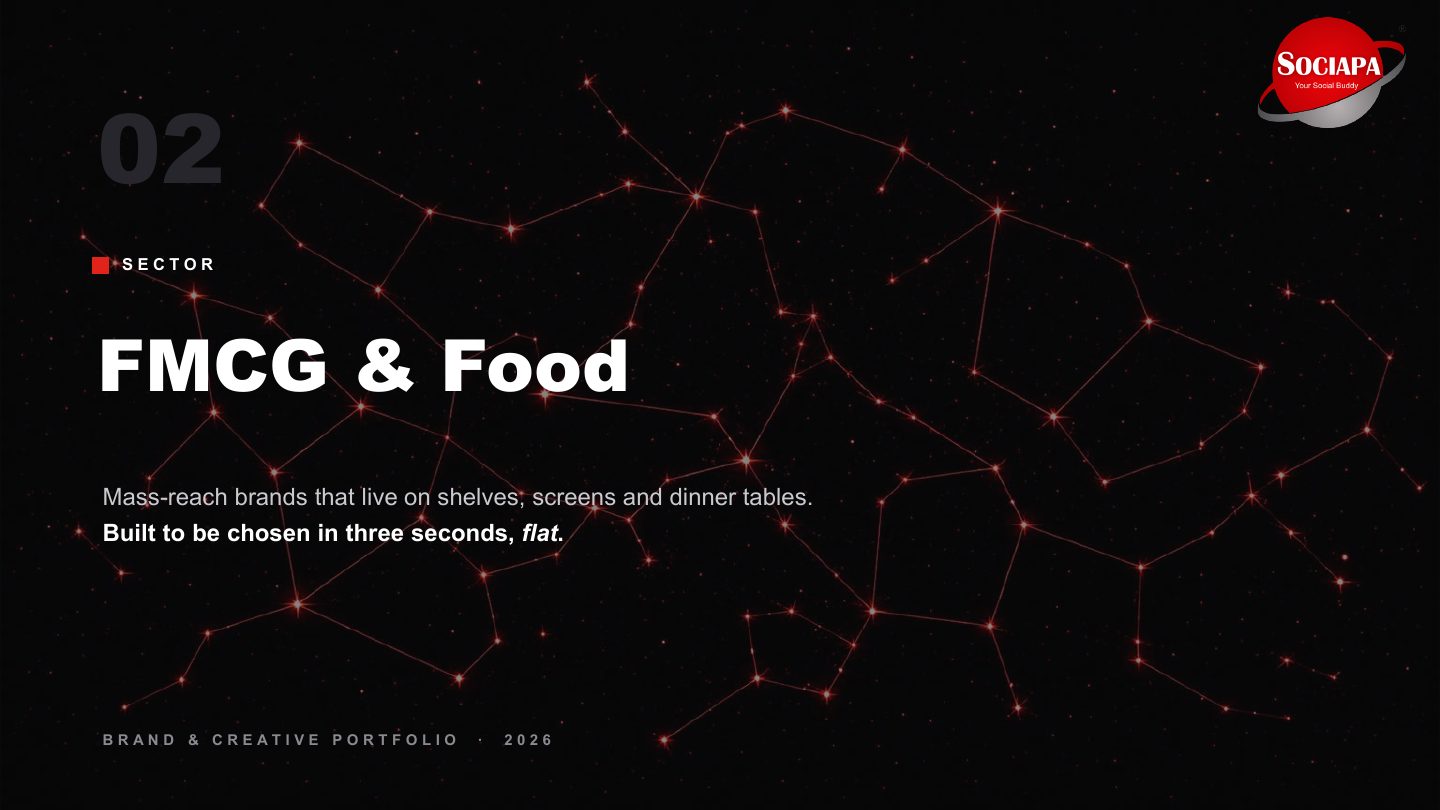 SOCIAPA
®
Your Social Buddy
02
SECTOR
FMCG & Food
Mass-reach brands that live on shelves, screens and dinner tables.
Built to be chosen in three seconds, flat.
BRAND & CREATIVE PORTFOLIO · 2026